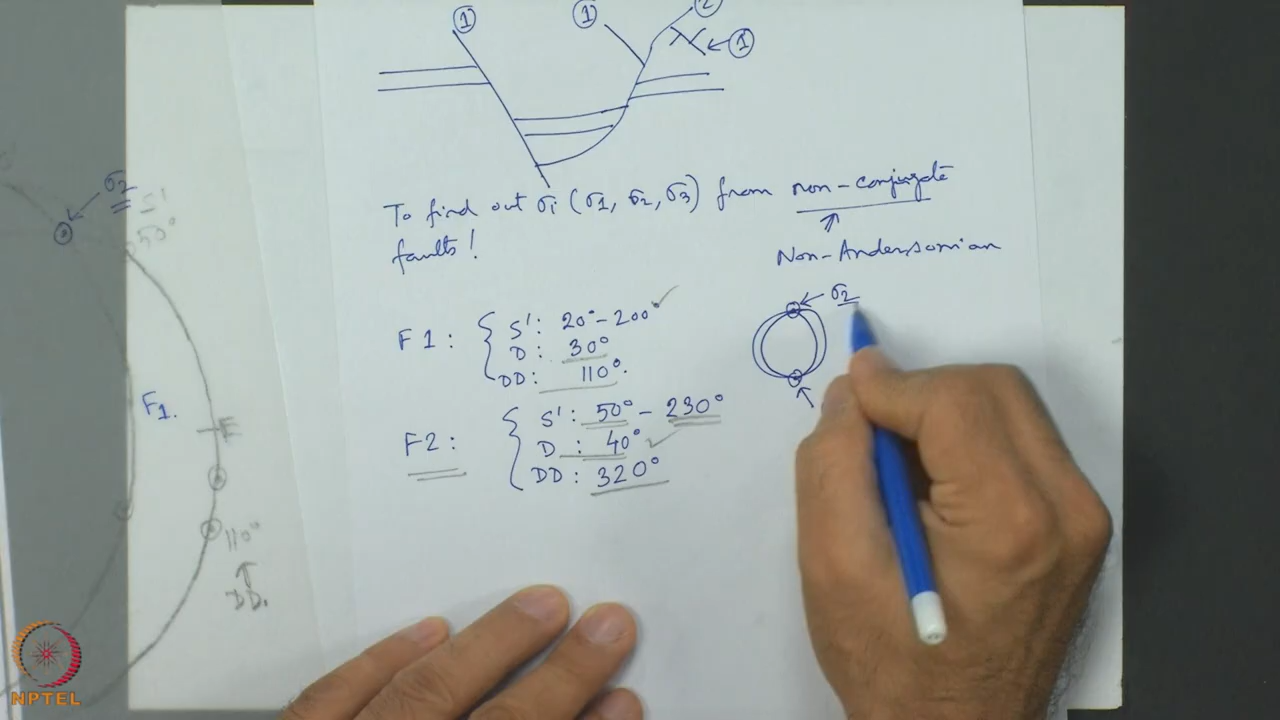 ① ① ②
①
To find out σi (σ1, σ2, σ3) from non-conjugate
faults!
Non-Andersonian
σ2
F1: { S': 20° - 200°
D: 30°
DD: 110°.
F2: { S': 50° - 230°
D: 40°
DD: 320°
σ2
S'
50°
F1.
E
110°
DD.
NPTEL